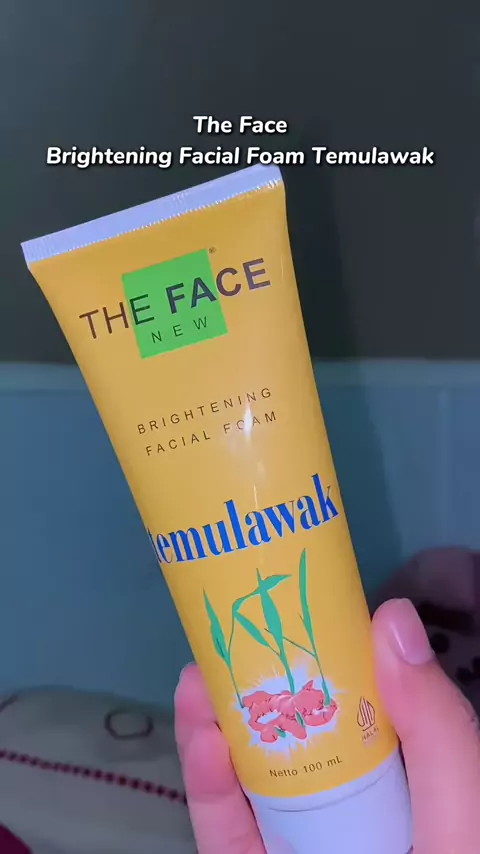 The Face
Brightening Facial Foam Temulawak
THE FACE®
NEW
BRIGHTENING
FACIAL FOAM
temulawak
Netto 100 mL
HALAL